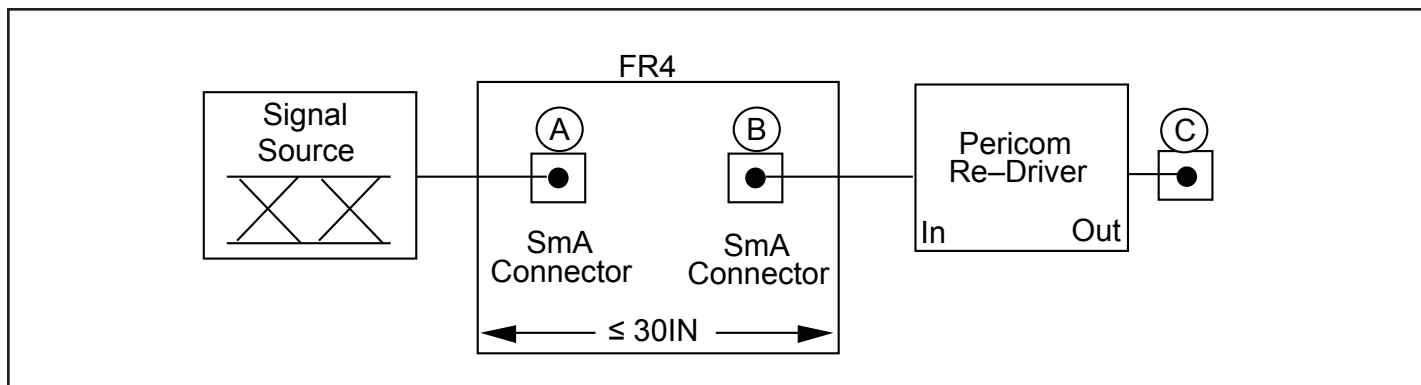 FR4
Signal
Source
A
B
C
Pericom
Re–Driver
In
Out
SmA
Connector
SmA
Connector
≤ 30IN